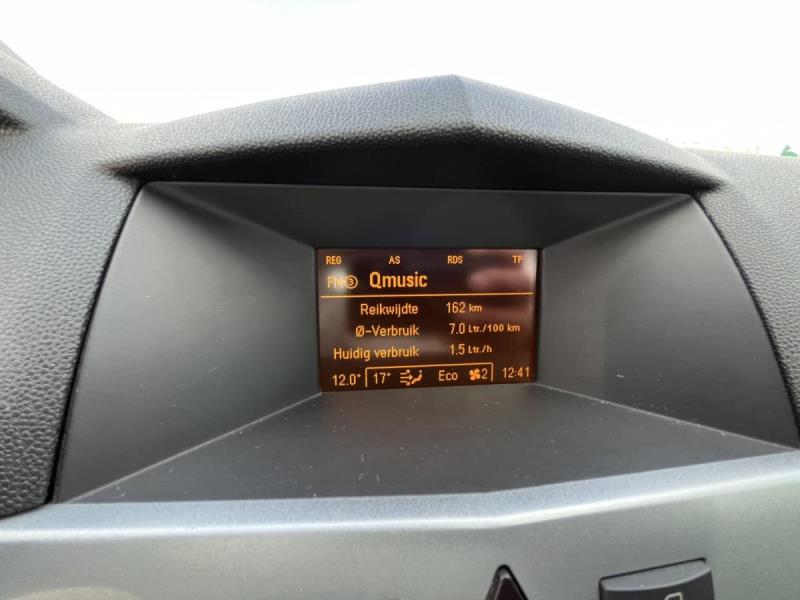 REG AS RDS TP
FM3 Qmusic
Reikwijdte 162 km
Ø-Verbruik 7.0 Ltr./100 km
Huidig verbruik 1.5 Ltr./h
12.0° 17° Eco 2 12:41